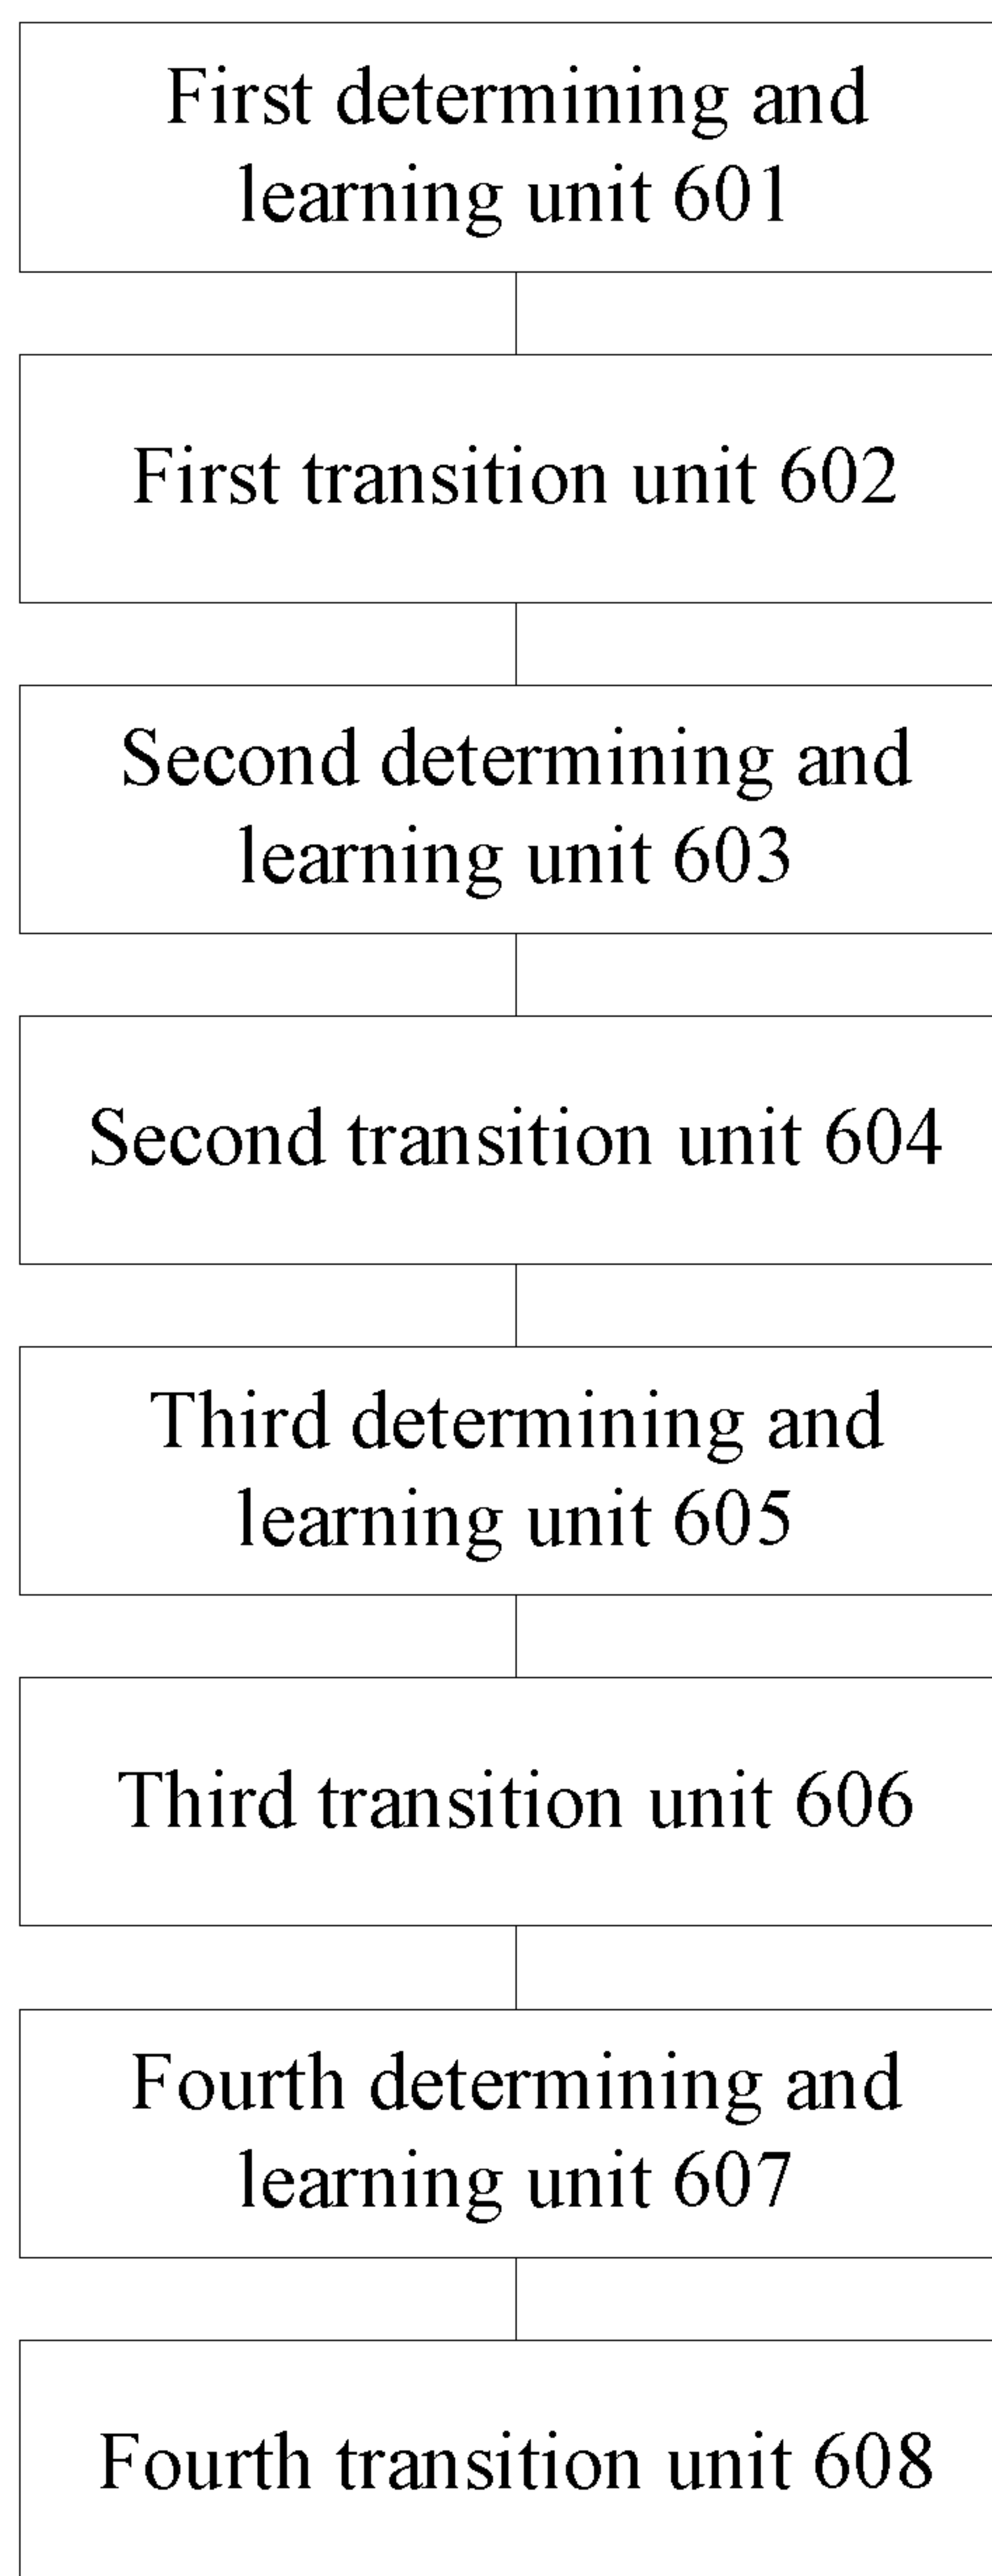 First determining and
learning unit 601
First transition unit 602
Second determining and
learning unit 603
Second transition unit 604
Third determining and
learning unit 605
Third transition unit 606
Fourth determining and
learning unit 607
Fourth transition unit 608